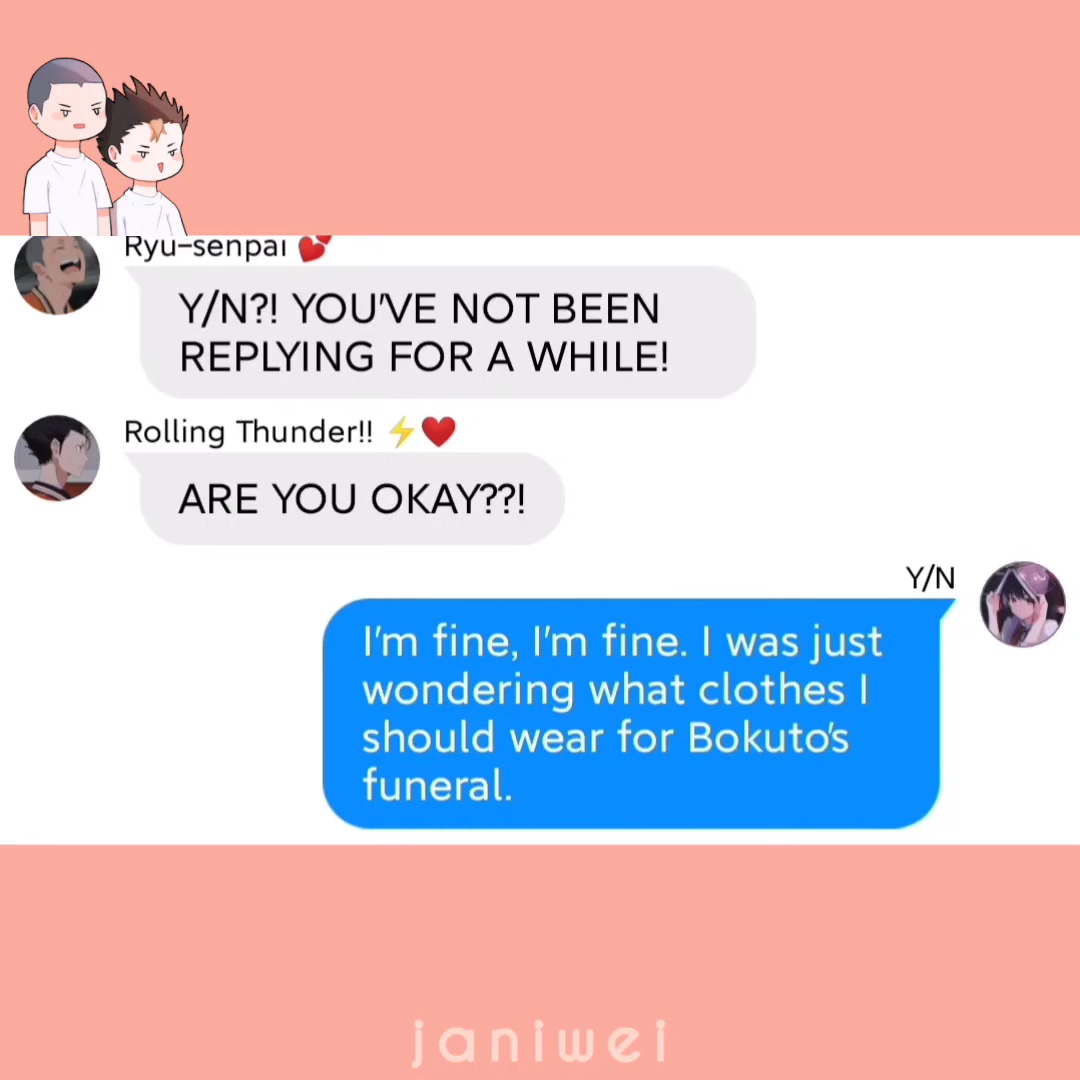 Ryu-senpai 💕
Y/N?! YOU'VE NOT BEEN
REPLYING FOR A WHILE!
Rolling Thunder!! ⚡❤️
ARE YOU OKAY??!
Y/N
I'm fine, I'm fine. I was just
wondering what clothes I
should wear for Bokuto's
funeral.
janiwei